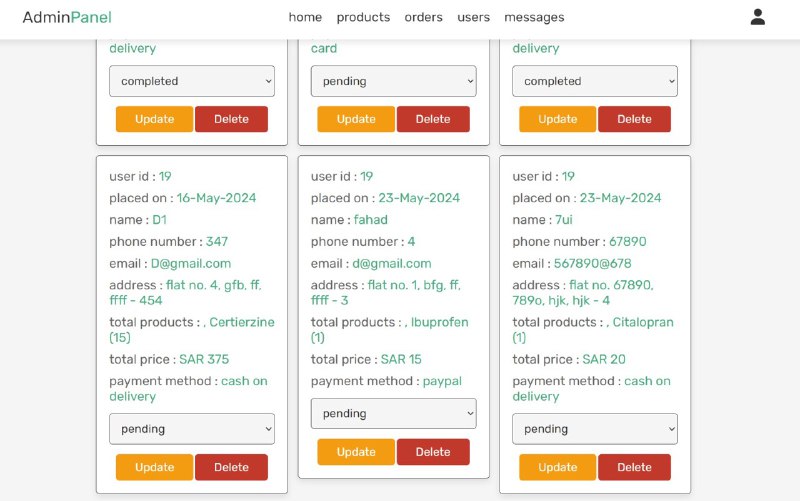 AdminPanel home products orders users messages
delivery
completed
Update Delete
card
pending
Update Delete
delivery
completed
Update Delete
user id : 19
placed on : 16-May-2024
name : D1
phone number : 347
email : D@gmail.com
address : flat no. 4, gfb, ff,
ffff - 454
total products : , Certierzine
(15)
total price : SAR 375
payment method : cash on
delivery
pending
Update Delete
user id : 19
placed on : 23-May-2024
name : fahad
phone number : 4
email : d@gmail.com
address : flat no. 1, bfg, ff,
ffff - 3
total products : , Ibuprofen
(1)
total price : SAR 15
payment method : paypal
pending
Update Delete
user id : 19
placed on : 23-May-2024
name : 7ui
phone number : 67890
email : 567890@678
address : flat no. 67890,
789o, hjk, hjk - 4
total products : , Citalopran
(1)
total price : SAR 20
payment method : cash on
delivery
pending
Update Delete